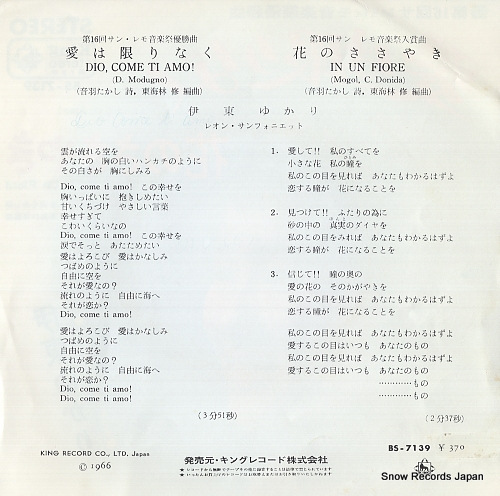 第16回サン・レモ音楽祭優勝曲
愛は限りなく
DIO, COME TI AMO!
(D. Modugno)
(音羽たかし 詩, 東海林 修 編曲)
第16回サン レモ音楽祭入賞曲
花のささやき
IN UN FIORE
(Mogol, C. Donida)
(音羽たかし 詩, 東海林 修 編曲)
伊東ゆかり
レオン・サンフォニエット
雲が流れる空を
あなたの 胸の白いハンカチのように
その白さが 胸にしみる
Dio, come ti amo! この幸せを
胸いっぱいに 抱きしめたい
甘いくちづけ やさしい言葉
幸せすぎて
こわいくらいなの
Dio, come ti amo! この幸せを
涙でそっと あたためたい
愛はよろこび 愛はかなしみ
つばめのように
自由に空を
それが愛なの?
流れのように 自由に海へ
それが恋か?
Dio, come ti amo!
愛はよろこび 愛はかなしみ
つばめのように
自由に空を
それが愛なの?
流れのように 自由に海へ
それが恋か?
Dio, come ti amo!
Dio, come ti amo!
(3分51秒)
1. 愛して!! 私のすべてを
小さな花 私の瞳を
私のこの目を見れば あなたもわかるはずよ
恋する瞳が 花になることを
2. 見つけて!! ふたりの為に
砂の中の 真実のダイヤを
私のこの目をみれば あなたもわかるはずよ
恋する瞳が 花になることを
3. 信じて!! 瞳の奥の
愛の花の そのかがやきを
私のこの目を見れば あなたもわかるはずよ
恋する瞳が 花になることを
私のこの目を見れば あなたもわかるはずよ
愛するこの目はいつも あなたのもの
私のこの目を見れば あなたもわかるはずよ
愛するこの目はいつも あなたのもの
…………もの
…………もの
(2分37秒)
KING RECORD CO., LTD. Japan
© 1966
発売元・キングレコード株式会社
BS-7139 ¥370
Snow Records Japan